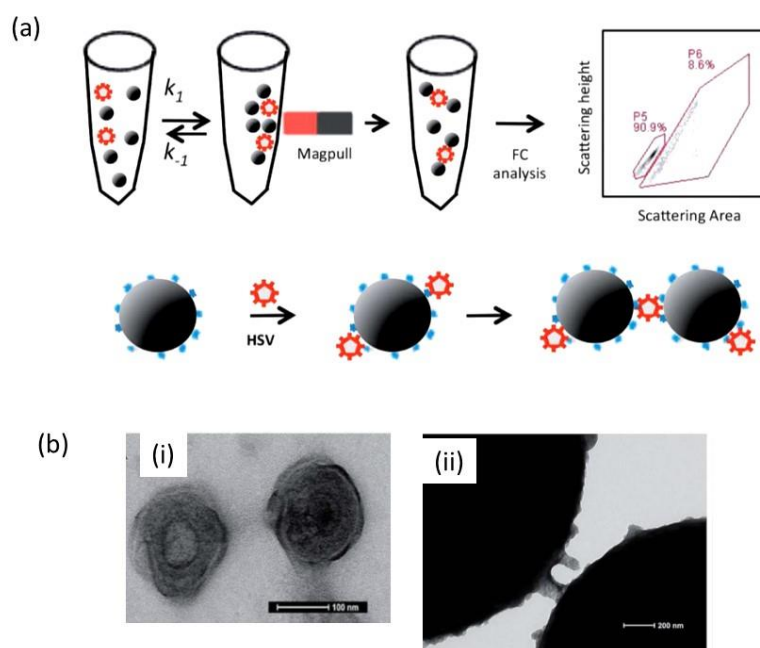 (a)
k1
k-1
Magpull
FC
analysis
Scattering height
P6
8.6%
P5
90.9%
Scattering Area
HSV
(b)
(i)
100 nm
(ii)
200 nm